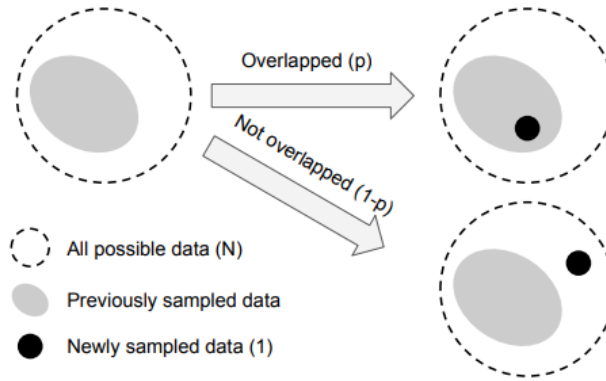 Overlapped (p)
Not overlapped (1-p)
All possible data (N)
Previously sampled data
Newly sampled data (1)